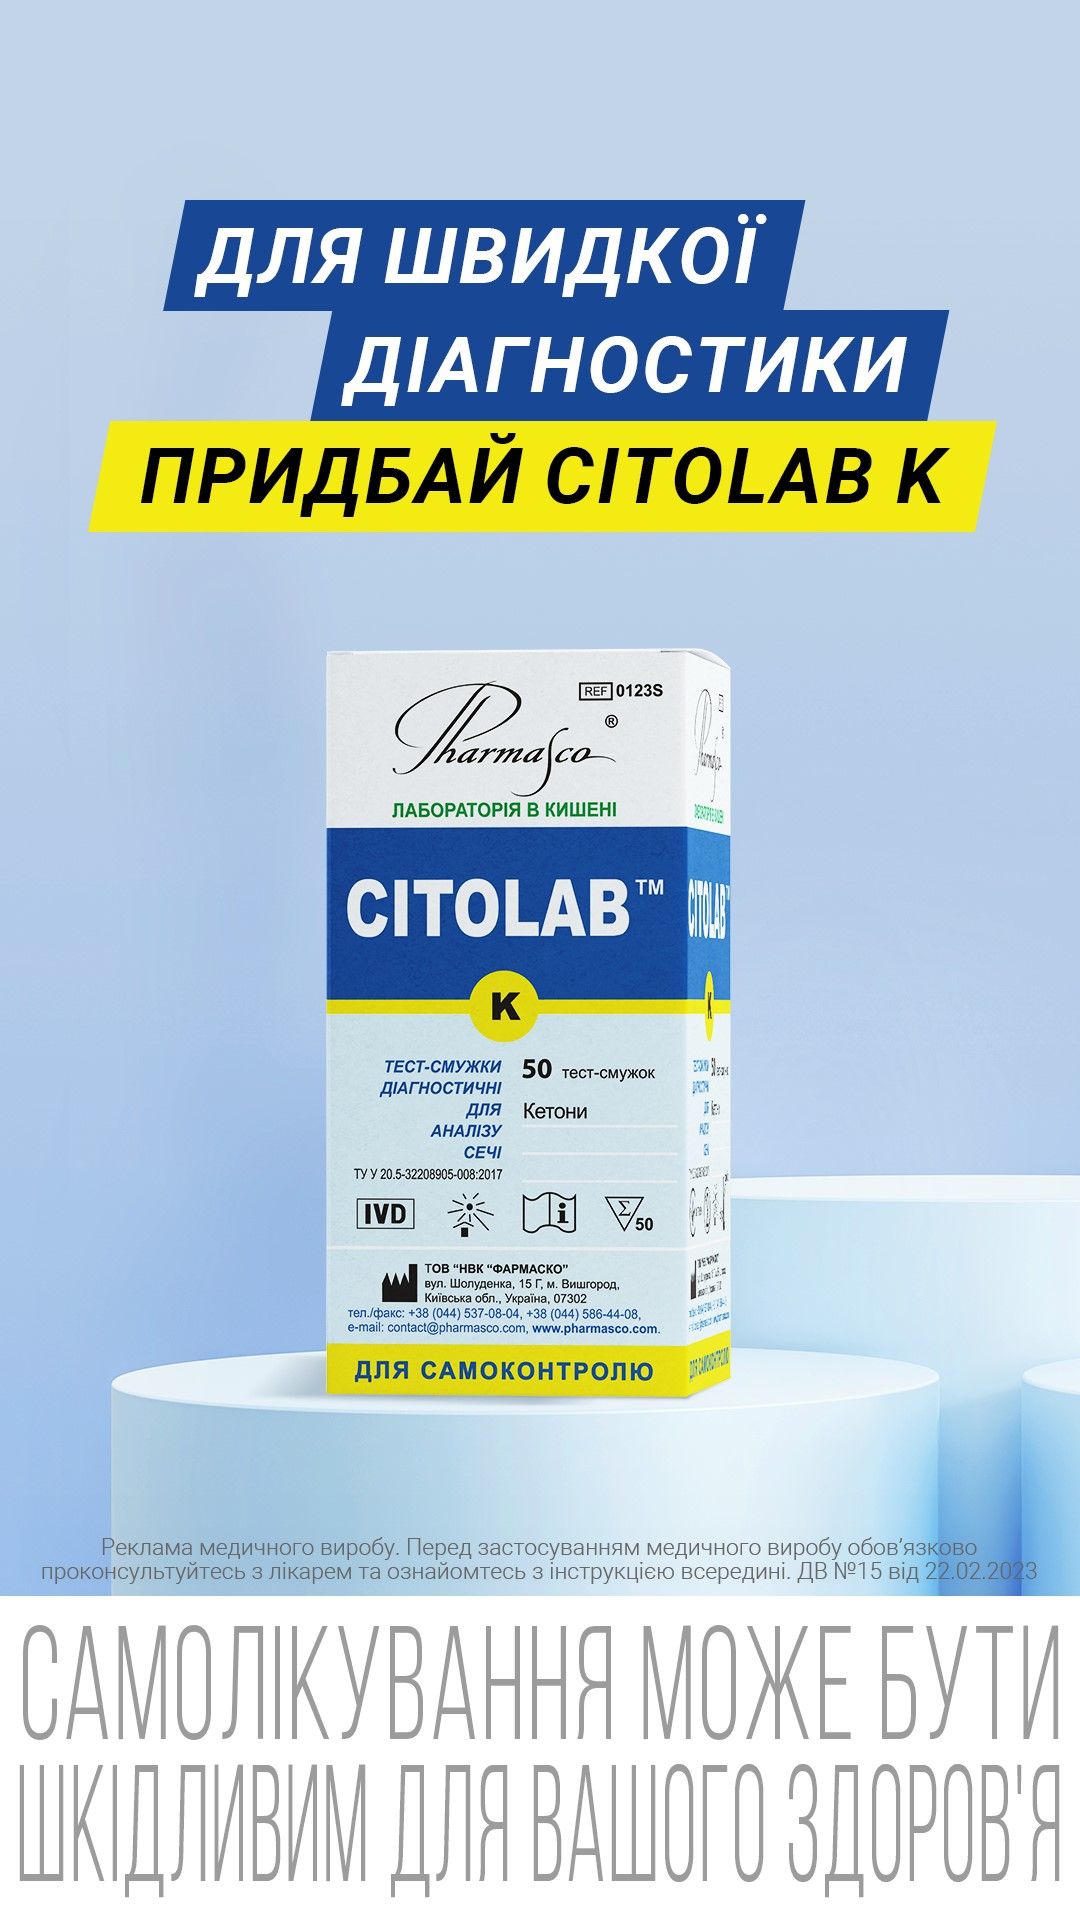 ДЛЯ ШВИДКОЇ
ДІАГНОСТИКИ
ПРИДБАЙ CITOLAB K
REF 0123S
Pharmasco ®
ЛАБОРАТОРІЯ В КИШЕНІ
CITOLAB™
K
ТЕСТ-СМУЖКИ
ДІАГНОСТИЧНІ
ДЛЯ
АНАЛІЗУ
СЕЧІ
50 тест-смужок
Кетони
ТУ У 20.5-32208905-008:2017
IVD
i
Σ 50
ТОВ "НВК "ФАРМАСКО"
вул. Шолуденка, 15 Г, м. Вишгород,
Київська обл., Україна, 07302
тел./факс: +38 (044) 537-08-04, +38 (044) 586-44-08,
e-mail: contact@pharmasco.com, www.pharmasco.com.
ДЛЯ САМОКОНТРОЛЮ
CITOLAB™
K
ДЛЯ САМОКОНТРОЛЮ
Реклама медичного виробу. Перед застосуванням медичного виробу обов'язково
проконсультуйтесь з лікарем та ознайомтесь з інструкцією всередині. ДВ №15 від 22.02.2023
САМОЛІКУВАННЯ МОЖЕ БУТИ
ШКІДЛИВИМ ДЛЯ ВАШОГО ЗДОРОВ'Я